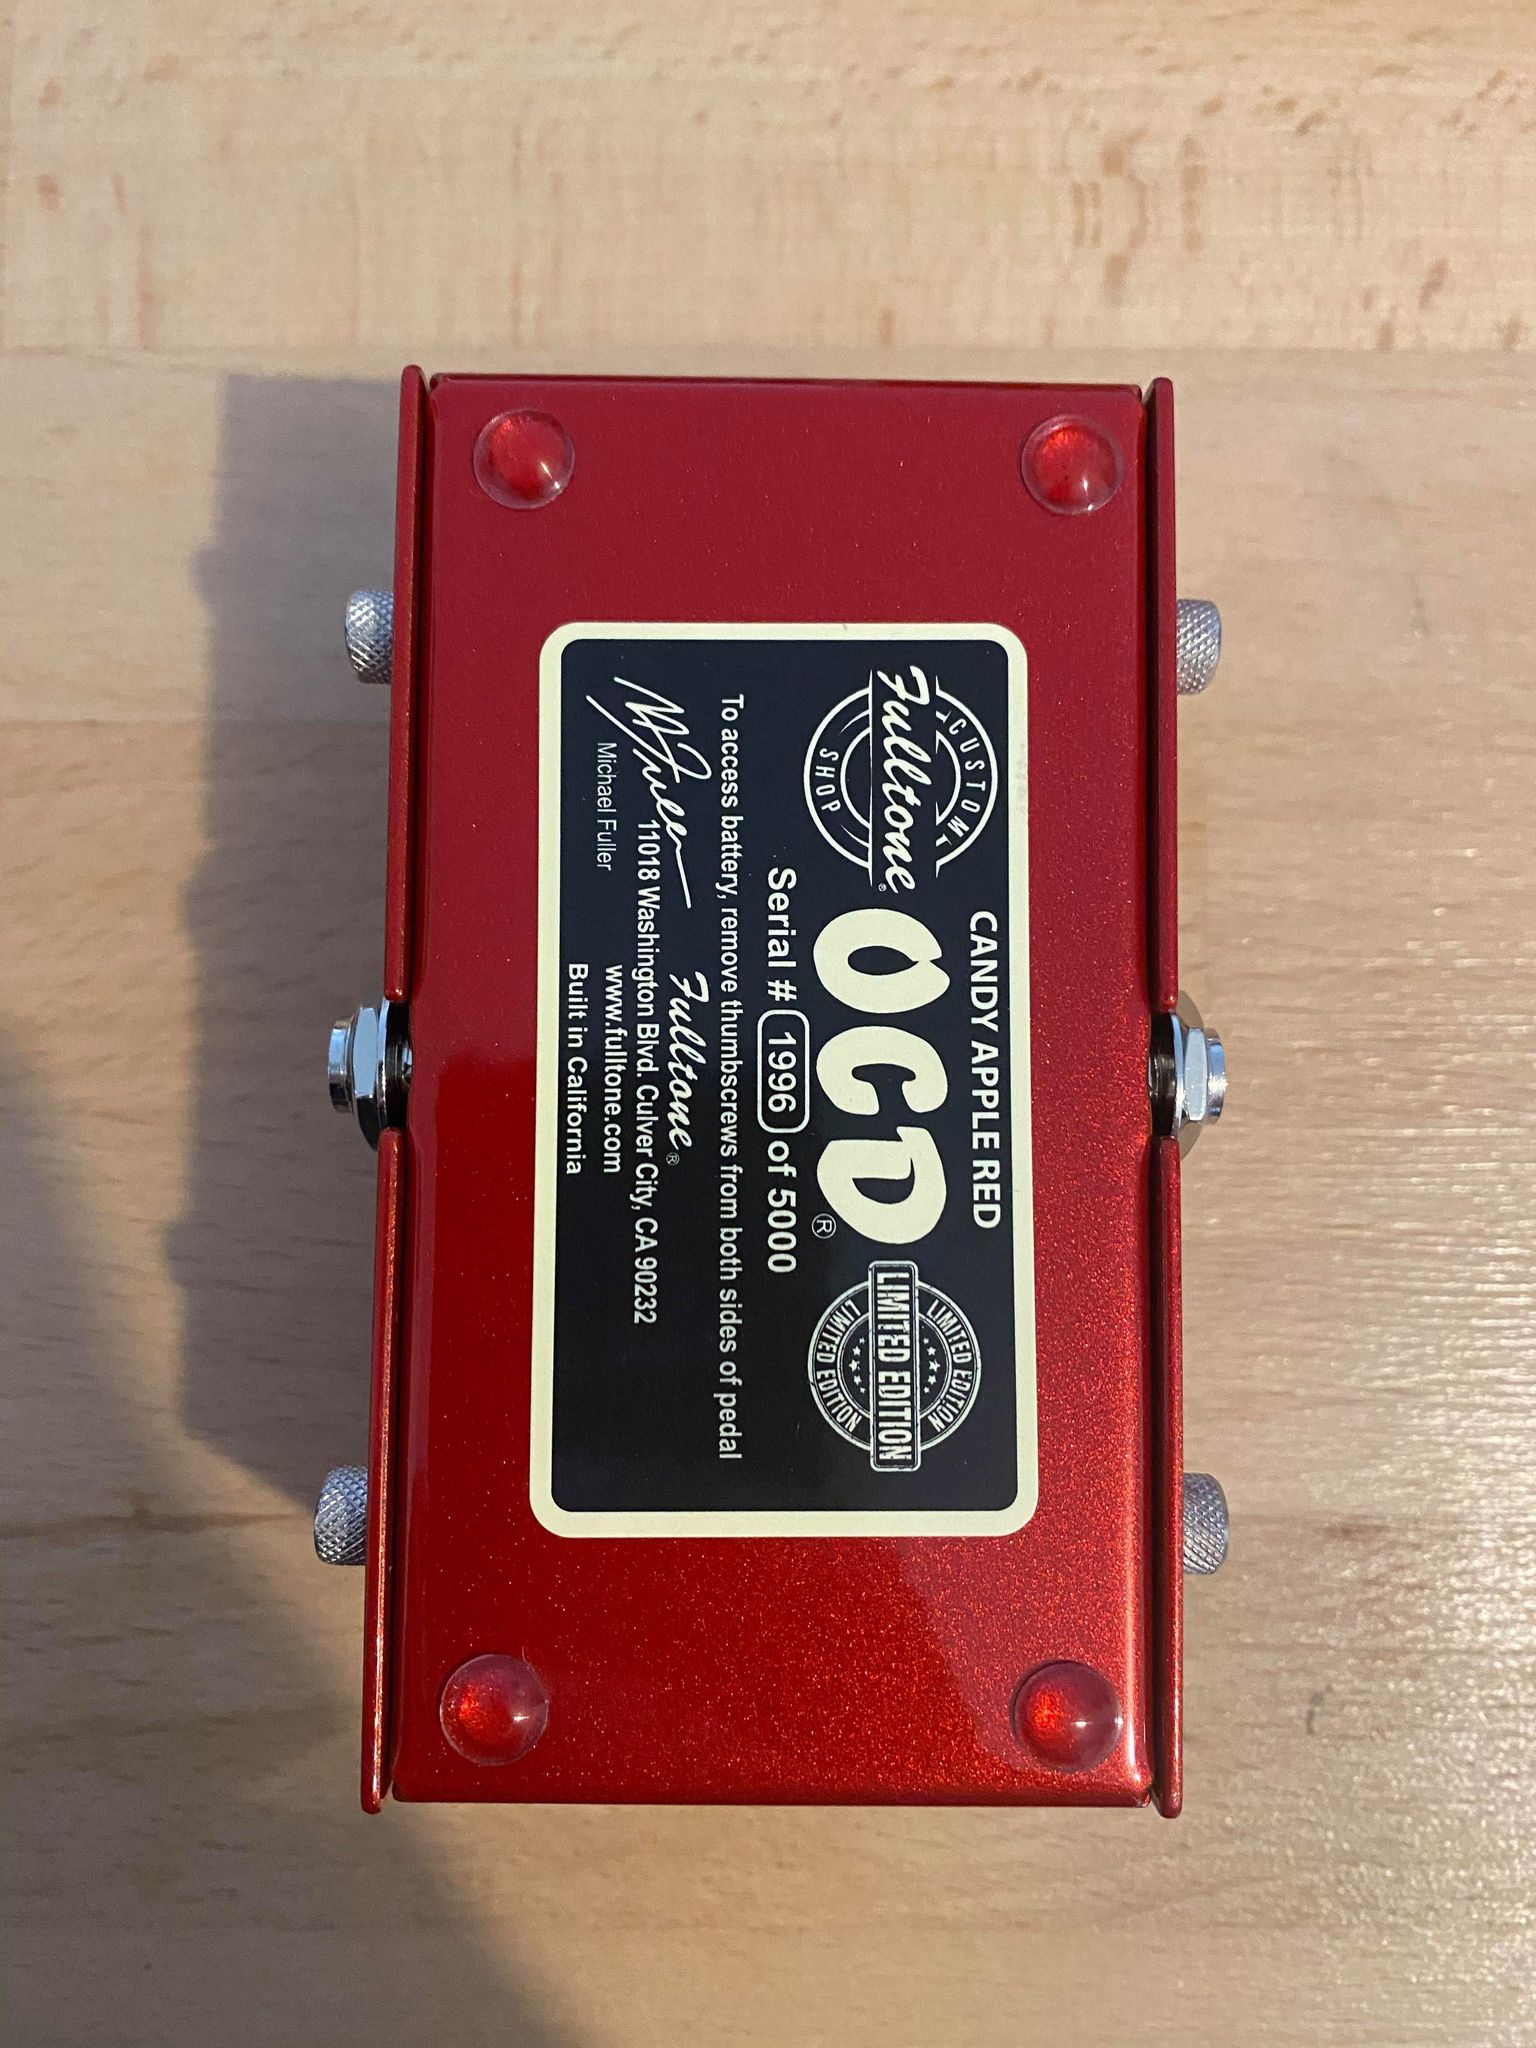 CANDY APPLE RED
CUSTOM
Fulltone®
SHOP
OCD®
LIMITED EDITION
LIMITED EDITION
LIMITED EDITION
Serial # 1996 of 5000
To access battery, remove thumbscrews from both sides of pedal
Fulltone®
11018 Washington Blvd. Culver City, CA 90232
www.fulltone.com
Michael Fuller
Built in California